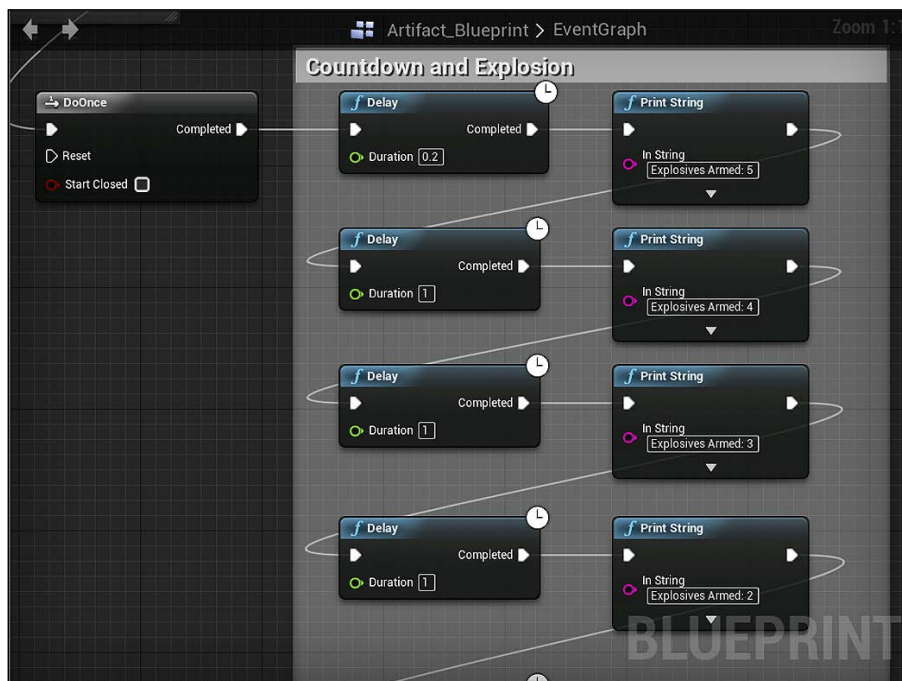 Artifact_Blueprint > EventGraph
Zoom 1:1
Countdown and Explosion
DoOnce
Completed
Reset
Start Closed
f Delay
Completed
Duration 0.2
f Print String
In String
Explosives Armed: 5
f Delay
Completed
Duration 1
f Print String
In String
Explosives Armed: 4
f Delay
Completed
Duration 1
f Print String
In String
Explosives Armed: 3
f Delay
Completed
Duration 1
f Print String
In String
Explosives Armed: 2
BLUEPRINT